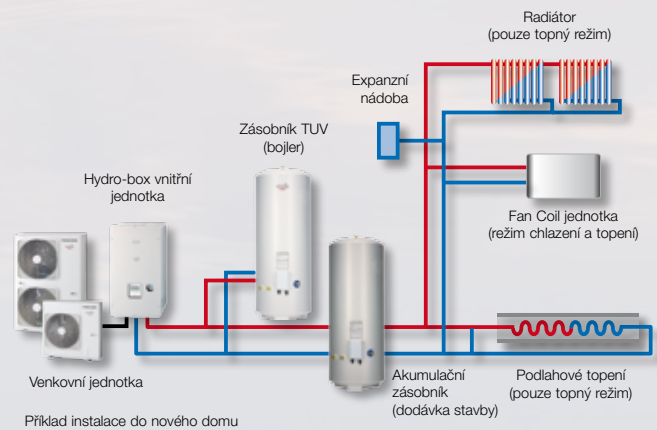 Radiátor
(pouze topný režim)
Expanzní
nádoba
Zásobník TUV
(bojler)
Hydro-box vnitřní
jednotka
Fan Coil jednotka
(režim chlazení a topení)
Venkovní jednotka
Akumulační
zásobník
(dodávka stavby)
Podlahové topení
(pouze topný režim)
Příklad instalace do nového domu